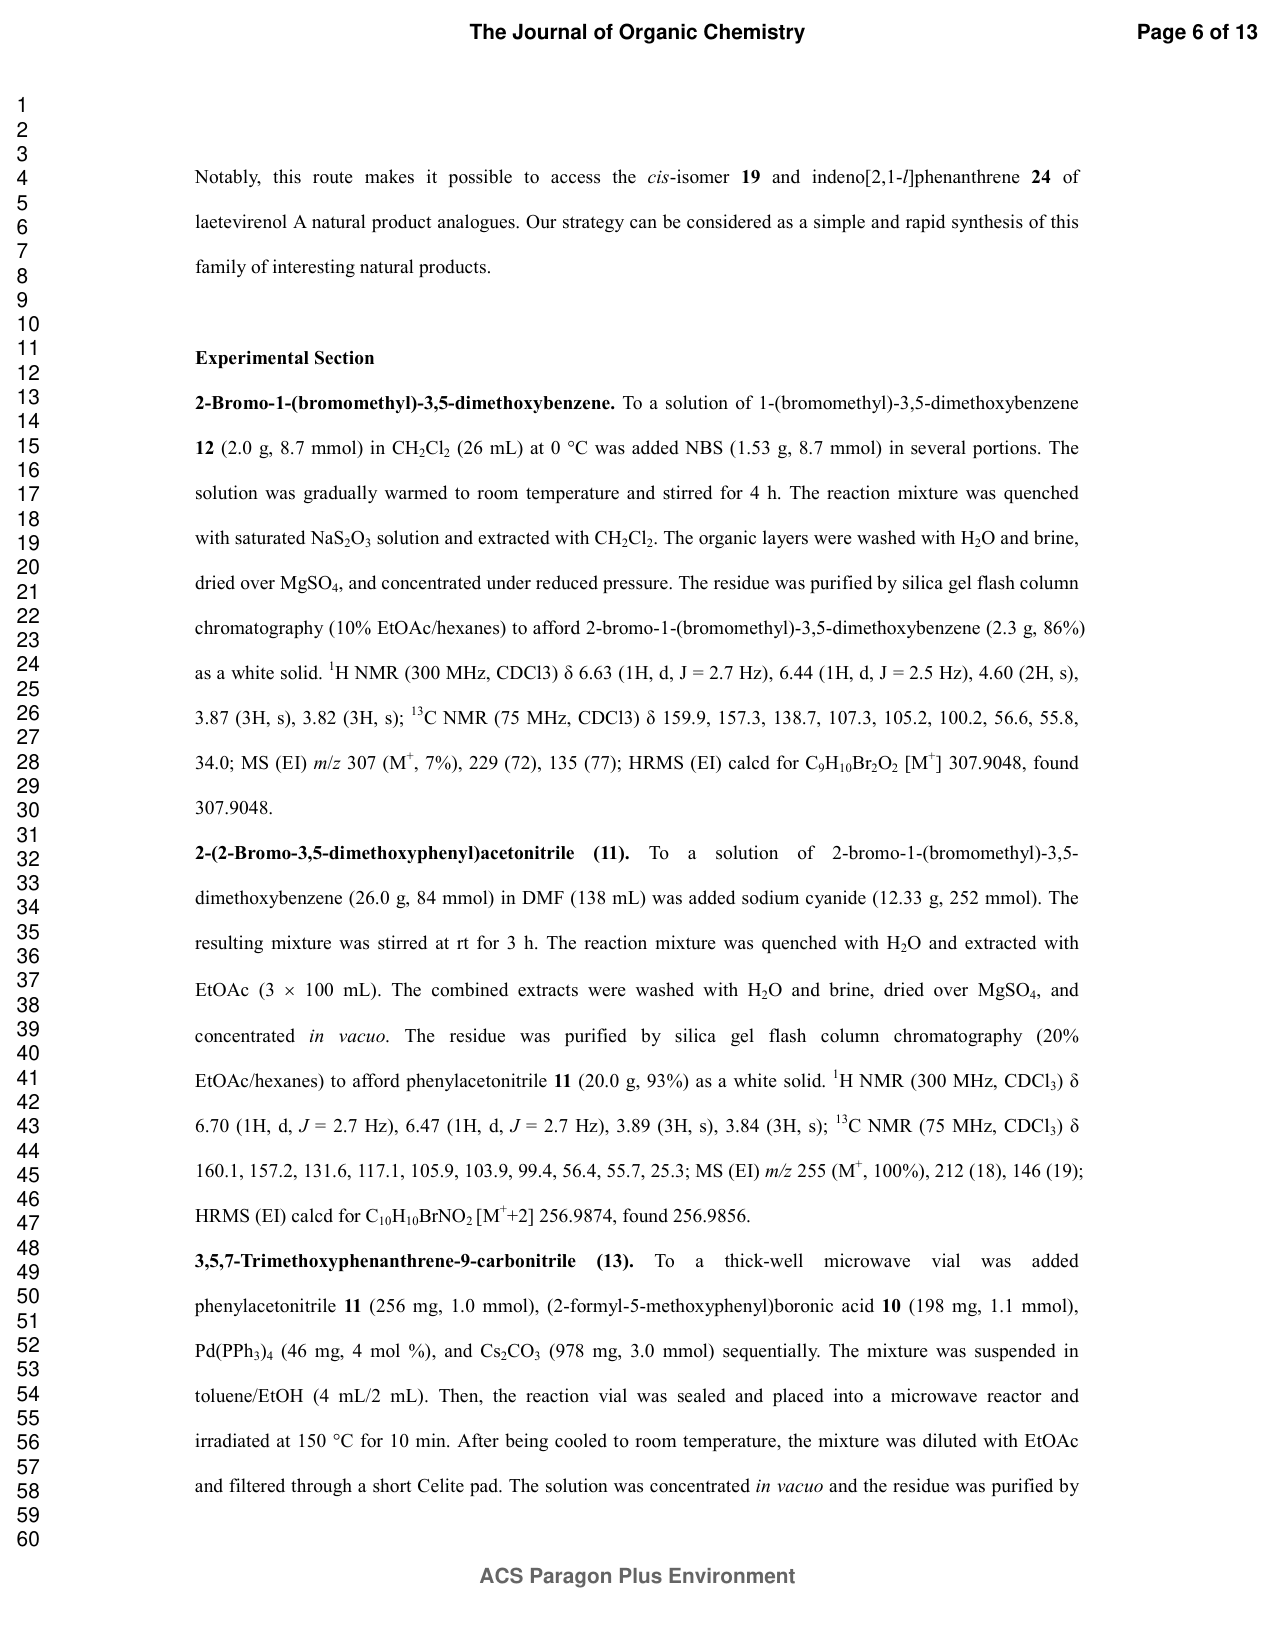 The Journal of Organic Chemistry
Page 6 of 13
1
2
3
4
5
6
7
8
9
10
11
12
13
14
15
16
17
18
19
20
21
22
23
24
25
26
27
28
29
30
31
32
33
34
35
36
37
38
39
40
41
42
43
44
45
46
47
48
49
50
51
52
53
54
55
56
57
58
59
60
Notably, this route makes it possible to access the cis-isomer 19 and indeno[2,1-l]phenanthrene 24 of
laetevirenol A natural product analogues. Our strategy can be considered as a simple and rapid synthesis of this
family of interesting natural products.
Experimental Section
2-Bromo-1-(bromomethyl)-3,5-dimethoxybenzene. To a solution of 1-(bromomethyl)-3,5-dimethoxybenzene
12 (2.0 g, 8.7 mmol) in CH₂Cl₂ (26 mL) at 0 °C was added NBS (1.53 g, 8.7 mmol) in several portions. The
solution was gradually warmed to room temperature and stirred for 4 h. The reaction mixture was quenched
with saturated NaS₂O₃ solution and extracted with CH₂Cl₂. The organic layers were washed with H₂O and brine,
dried over MgSO₄, and concentrated under reduced pressure. The residue was purified by silica gel flash column
chromatography (10% EtOAc/hexanes) to afford 2-bromo-1-(bromomethyl)-3,5-dimethoxybenzene (2.3 g, 86%)
as a white solid. ¹H NMR (300 MHz, CDCl3) δ 6.63 (1H, d, J = 2.7 Hz), 6.44 (1H, d, J = 2.5 Hz), 4.60 (2H, s),
3.87 (3H, s), 3.82 (3H, s); ¹³C NMR (75 MHz, CDCl3) δ 159.9, 157.3, 138.7, 107.3, 105.2, 100.2, 56.6, 55.8,
34.0; MS (EI) m/z 307 (M⁺, 7%), 229 (72), 135 (77); HRMS (EI) calcd for C₉H₁₀Br₂O₂ [M⁺] 307.9048, found
307.9048.
2-(2-Bromo-3,5-dimethoxyphenyl)acetonitrile (11). To a solution of 2-bromo-1-(bromomethyl)-3,5-
dimethoxybenzene (26.0 g, 84 mmol) in DMF (138 mL) was added sodium cyanide (12.33 g, 252 mmol). The
resulting mixture was stirred at rt for 3 h. The reaction mixture was quenched with H₂O and extracted with
EtOAc (3 × 100 mL). The combined extracts were washed with H₂O and brine, dried over MgSO₄, and
concentrated in vacuo. The residue was purified by silica gel flash column chromatography (20%
EtOAc/hexanes) to afford phenylacetonitrile 11 (20.0 g, 93%) as a white solid. ¹H NMR (300 MHz, CDCl₃) δ
6.70 (1H, d, J = 2.7 Hz), 6.47 (1H, d, J = 2.7 Hz), 3.89 (3H, s), 3.84 (3H, s); ¹³C NMR (75 MHz, CDCl₃) δ
160.1, 157.2, 131.6, 117.1, 105.9, 103.9, 99.4, 56.4, 55.7, 25.3; MS (EI) m/z 255 (M⁺, 100%), 212 (18), 146 (19);
HRMS (EI) calcd for C₁₀H₁₀BrNO₂ [M⁺+2] 256.9874, found 256.9856.
3,5,7-Trimethoxyphenanthrene-9-carbonitrile (13). To a thick-well microwave vial was added
phenylacetonitrile 11 (256 mg, 1.0 mmol), (2-formyl-5-methoxyphenyl)boronic acid 10 (198 mg, 1.1 mmol),
Pd(PPh₃)₄ (46 mg, 4 mol %), and Cs₂CO₃ (978 mg, 3.0 mmol) sequentially. The mixture was suspended in
toluene/EtOH (4 mL/2 mL). Then, the reaction vial was sealed and placed into a microwave reactor and
irradiated at 150 °C for 10 min. After being cooled to room temperature, the mixture was diluted with EtOAc
and filtered through a short Celite pad. The solution was concentrated in vacuo and the residue was purified by
ACS Paragon Plus Environment